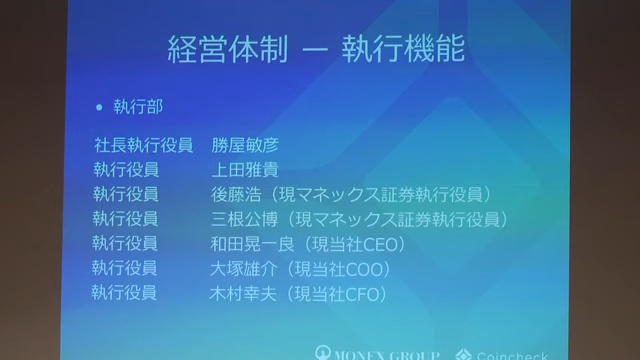 経営体制 － 執行機能
• 執行部
社長執行役員 勝屋敏彦
執行役員 上田雅貴
執行役員 後藤浩（現マネックス証券執行役員）
執行役員 三根公博（現マネックス証券執行役員）
執行役員 和田晃一良（現当社CEO）
執行役員 大塚雄介（現当社COO）
執行役員 木村幸夫（現当社CFO）
MONEX GROUP Coincheck